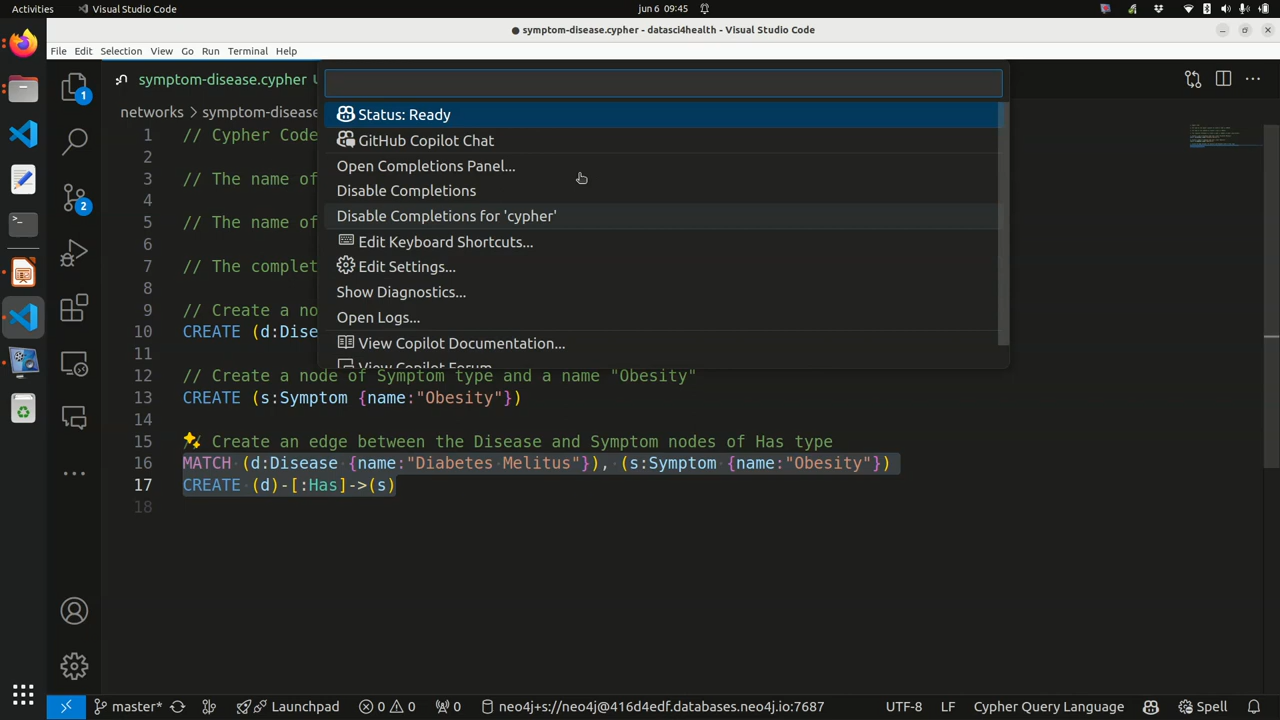 Activities Visual Studio Code jun 6 09:45
● symptom-disease.cypher - datasci4health - Visual Studio Code
File Edit Selection View Go Run Terminal Help
symptom-disease.cypher U
networks > symptom-disease
Status: Ready
GitHub Copilot Chat
Open Completions Panel...
Disable Completions
Disable Completions for 'cypher'
Edit Keyboard Shortcuts...
Edit Settings...
Show Diagnostics...
Open Logs...
View Copilot Documentation...
View Copilot Forum
1 // Cypher Code
2
3 // The name of
4
5 // The name of
6
7 // The complet
8
9 // Create a no
10 CREATE (d:Dise
11
12 // Create a node of Symptom type and a name "Obesity"
13 CREATE (s:Symptom {name:"Obesity"})
14
15 Create an edge between the Disease and Symptom nodes of Has type
16 MATCH (d:Disease {name:"Diabetes Melitus"}), (s:Symptom {name:"Obesity"})
17 CREATE (d)-[:Has]->(s)
18
1
2
master* Launchpad 0 0 0 neo4j+s://neo4j@416d4edf.databases.neo4j.io:7687 UTF-8 LF Cypher Query Language Spell